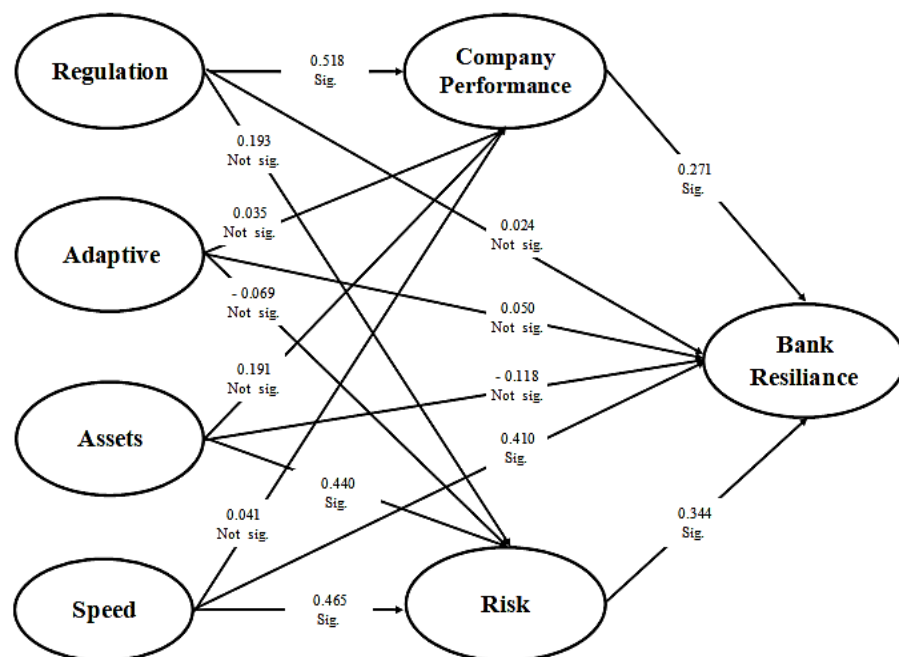 Regulation
0.518
Sig.
Company
Performance
0.193
Not sig.
0.271
Sig.
Adaptive
0.035
Not sig.
0.024
Not sig.
- 0.069
Not sig.
0.050
Not sig.
Bank
Resiliance
0.191
Not sig.
- 0.118
Not sig.
Assets
0.410
Sig.
0.440
Sig.
0.344
Sig.
0.041
Not sig.
Speed
0.465
Sig.
Risk